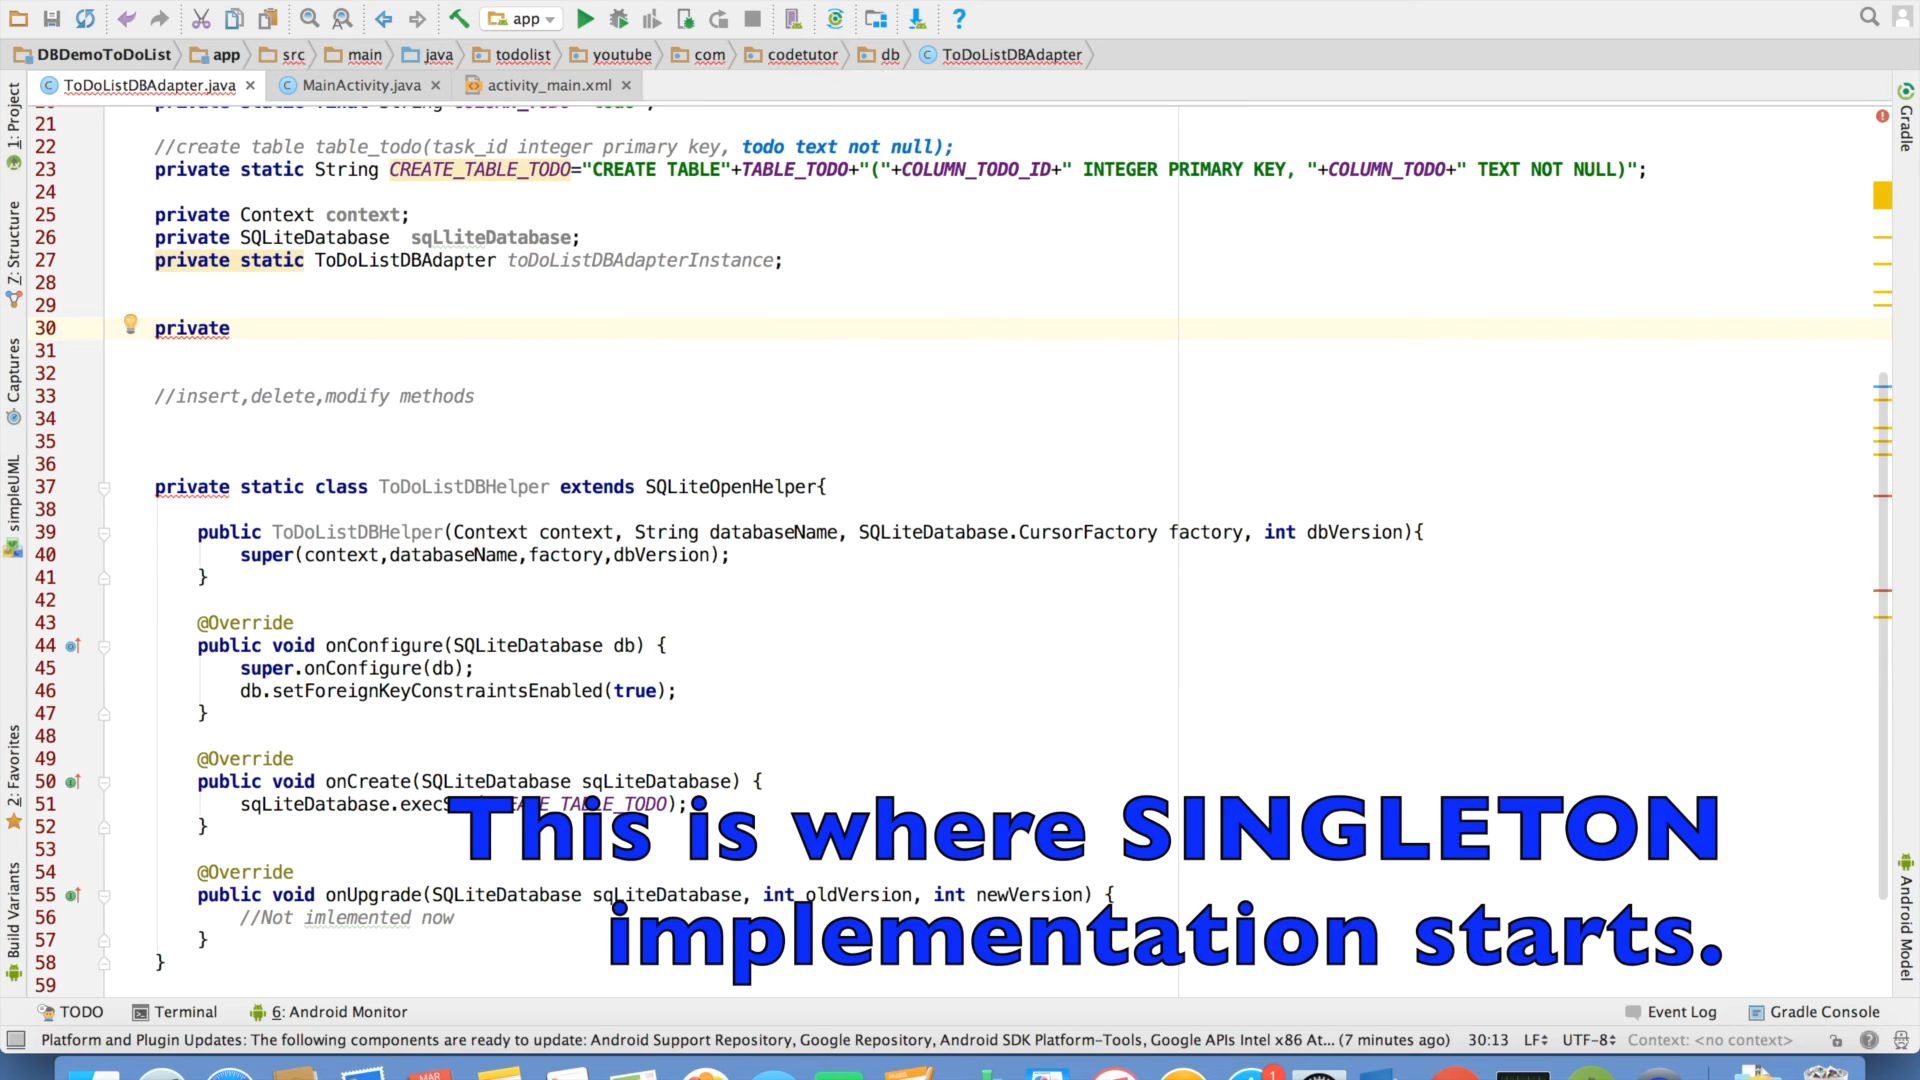 app
DBDemoToDoList app src main java todolist youtube com codetutor db ToDoListDBAdapter
ToDoListDBAdapter.java MainActivity.java activity_main.xml
1: Project
Z: Structure
Captures
simpleUML
2: Favorites
Build Variants
21
22 //create table table_todo(task_id integer primary key, todo text not null);
23 private static String CREATE_TABLE_TODO="CREATE TABLE"+TABLE_TODO+"("+COLUMN_TODO_ID+" INTEGER PRIMARY KEY, "+COLUMN_TODO+" TEXT NOT NULL)";
24
25 private Context context;
26 private SQLiteDatabase sqLliteDatabase;
27 private static ToDoListDBAdapter toDoListDBAdapterInstance;
28
29
30 private
31
32
33 //insert,delete,modify methods
34
35
36
37 private static class ToDoListDBHelper extends SQLiteOpenHelper{
38
39 public ToDoListDBHelper(Context context, String databaseName, SQLiteDatabase.CursorFactory factory, int dbVersion){
40 super(context,databaseName,factory,dbVersion);
41 }
42
43 @Override
44 public void onConfigure(SQLiteDatabase db) {
45 super.onConfigure(db);
46 db.setForeignKeyConstraintsEnabled(true);
47 }
48
49 @Override
50 public void onCreate(SQLiteDatabase sqLiteDatabase) {
51 sqLiteDatabase. TABLE_TODO);
52 }
53
54 @Override
55 public void onUpgrade(SQLiteDatabase sqLiteDatabase, int oldVersion, int newVersion) {
56 //Not imlemented now
57 }
58 }
59
This is where SINGLETON
implementation starts.
Gradle
Android Model
TODO Terminal 6: Android Monitor Event Log Gradle Console
Platform and Plugin Updates: The following components are ready to update: Android Support Repository, Google Repository, Android SDK Platform-Tools, Google APIs Intel x86 At... (7 minutes ago) 30:13 LF UTF-8 Context: <no context>
MAR 1